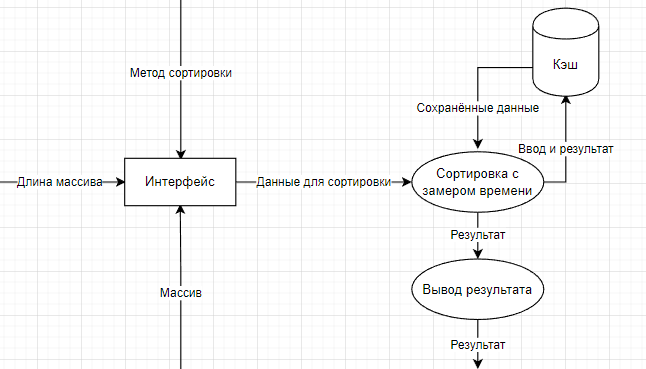 Метод сортировки
Кэш
Сохранённые данные
Ввод и результат
Длина массива
Интерфейс
Данные для сортировки
Сортировка с
замером времени
Результат
Массив
Вывод результата
Результат